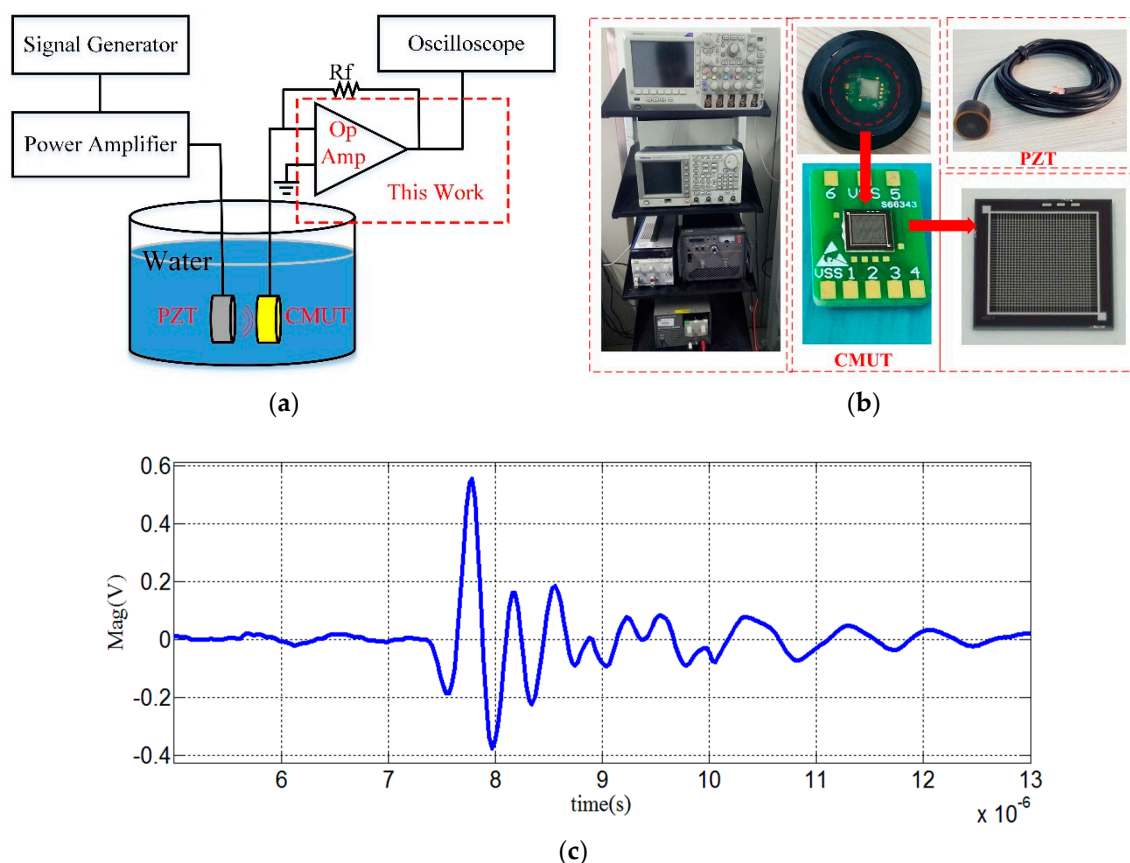 Signal Generator
Power Amplifier
Oscilloscope
Rf
Op
Amp
This Work
Water
PZT
CMUT
(a)
6 VSS 5
S66343
VSS 1 2 3 4
CMUT
PZT
(b)
0.6
0.4
0.2
0
-0.2
-0.4
Mag(V)
6 7 8 9 10 11 12 13
time(s)
x 10⁻⁶
(c)